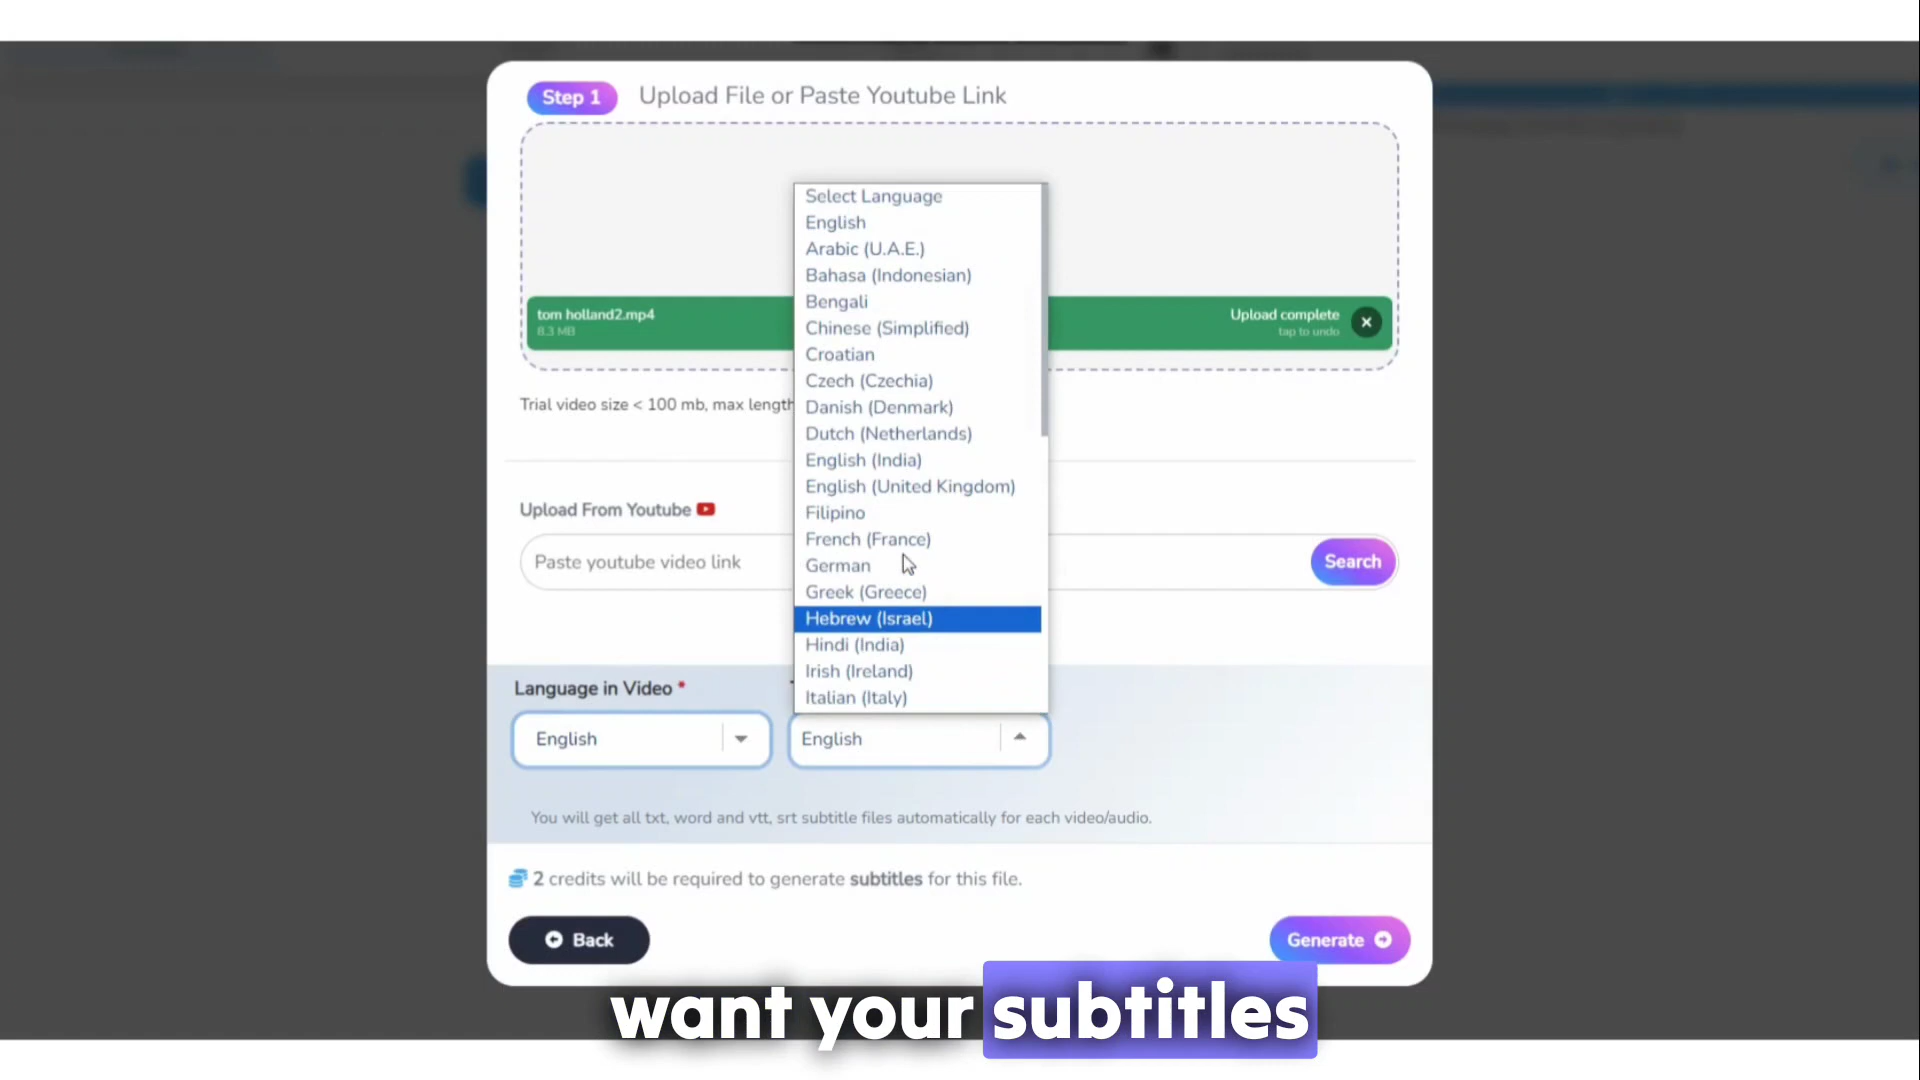 Step 1 Upload File or Paste Youtube Link
Select Language
English
Arabic (U.A.E.)
Bahasa (Indonesian)
Bengali
tom holland2.mp4
8.3 MB
Upload complete
tap to undo
Chinese (Simplified)
Croatian
Czech (Czechia)
Trial video size < 100 mb, max length
Danish (Denmark)
Dutch (Netherlands)
English (India)
English (United Kingdom)
Upload From Youtube
Filipino
French (France)
Paste youtube video link
Search
German
Greek (Greece)
Hebrew (Israel)
Hindi (India)
Irish (Ireland)
Italian (Italy)
Language in Video *
English
English
You will get all txt, word and vtt, srt subtitle files automatically for each video/audio.
2 credits will be required to generate subtitles for this file.
Back
Generate
want your subtitles